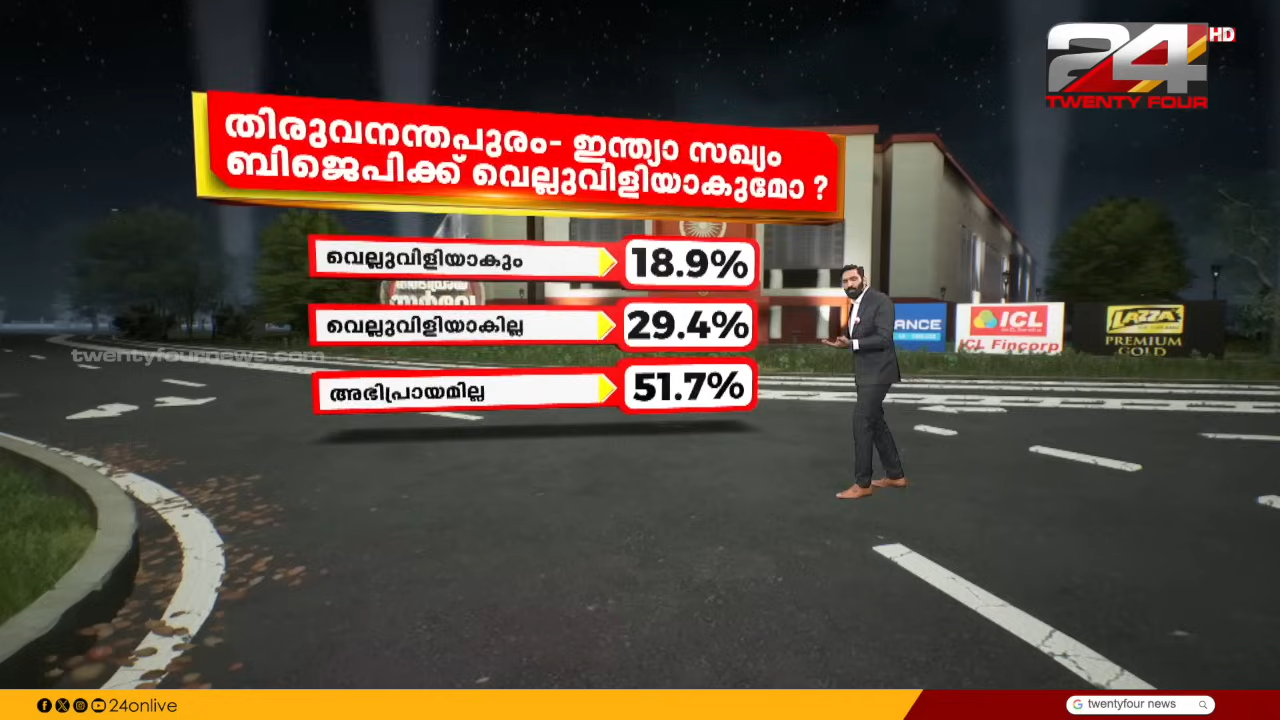 24 HD
TWENTY FOUR
തിരുവനന്തപുരം- ഇന്ത്യാ സഖ്യം
ബിജെപിക്ക് വെല്ലുവിളിയാകുമോ ?
വെല്ലുവിളിയാകും 18.9%
വെല്ലുവിളിയാകില്ല 29.4%
അഭിപ്രായമില്ല 51.7%
twentyfournews.com
ICL
ICL Fincorp
LAZZA
PREMIUM
GOLD
24onlive
twentyfour news